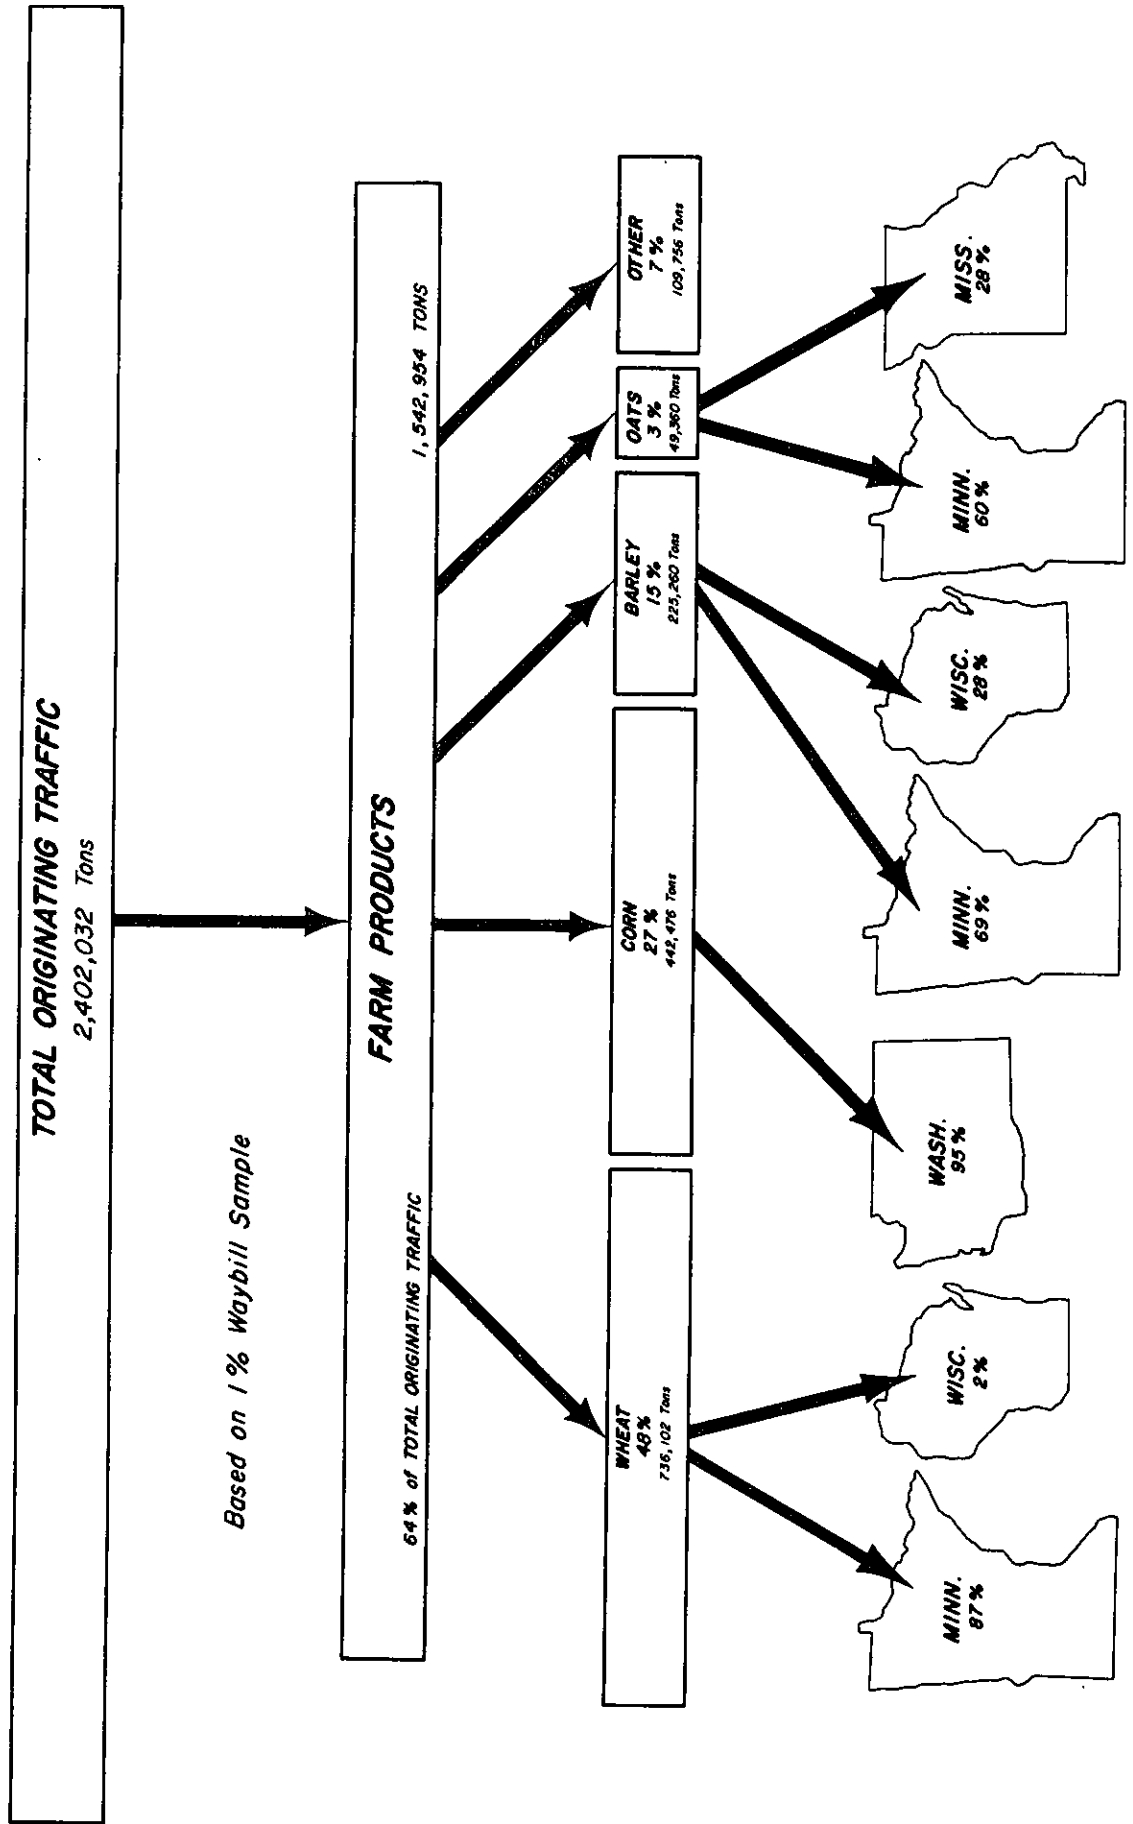 TOTAL ORIGINATING TRAFFIC
2,402,032 Tons
Based on 1% Waybill Sample
FARM PRODUCTS
64% of TOTAL ORIGINATING TRAFFIC
1,542,954 TONS
WHEAT
48%
736,102 Tons
CORN
27%
442,476 Tons
BARLEY
15%
225,260 Tons
OATS
3%
49,360 Tons
OTHER
7%
109,756 Tons
MINN.
87%
WISC.
2%
WASH.
95%
MINN.
69%
WISC.
28%
MINN.
60%
MISS.
28%